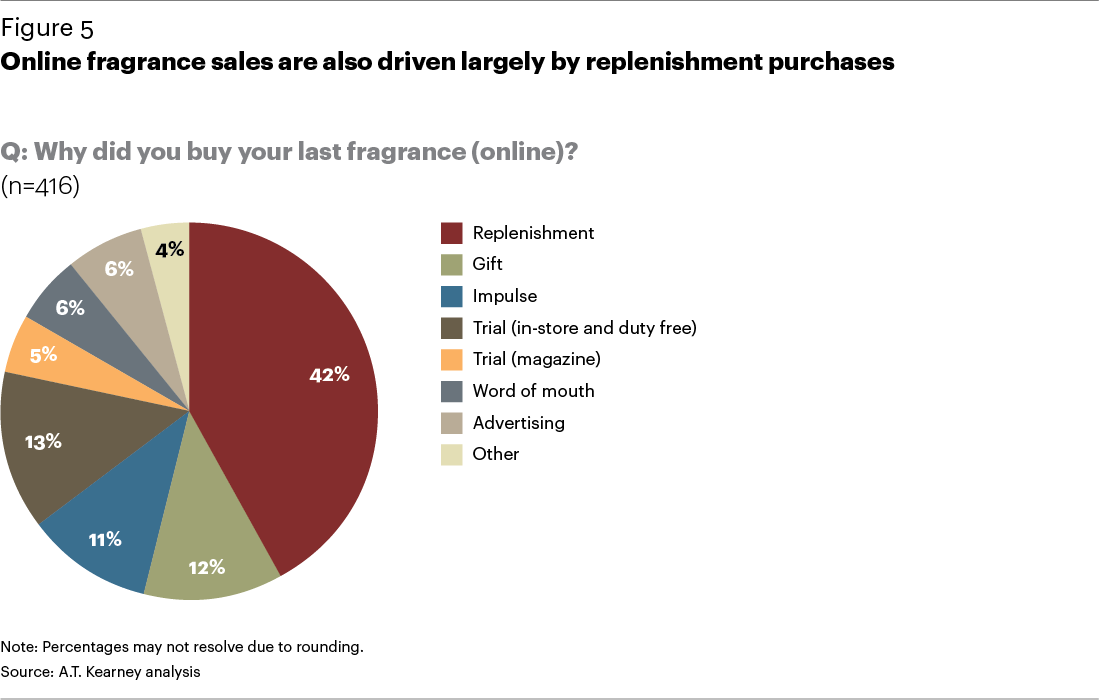 Figure 5
Online fragrance sales are also driven largely by replenishment purchases
Q: Why did you buy your last fragrance (online)?
(n=416)
4%
6%
6%
5%
42%
13%
11%
12%
Replenishment
Gift
Impulse
Trial (in-store and duty free)
Trial (magazine)
Word of mouth
Advertising
Other
Note: Percentages may not resolve due to rounding.
Source: A.T. Kearney analysis